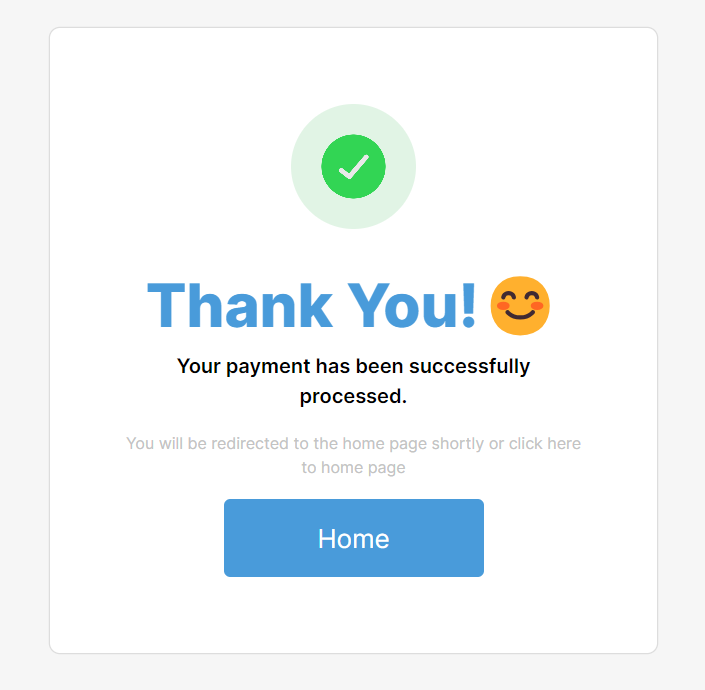 Thank You! 😊
Your payment has been successfully
processed.
You will be redirected to the home page shortly or click here
to home page
Home